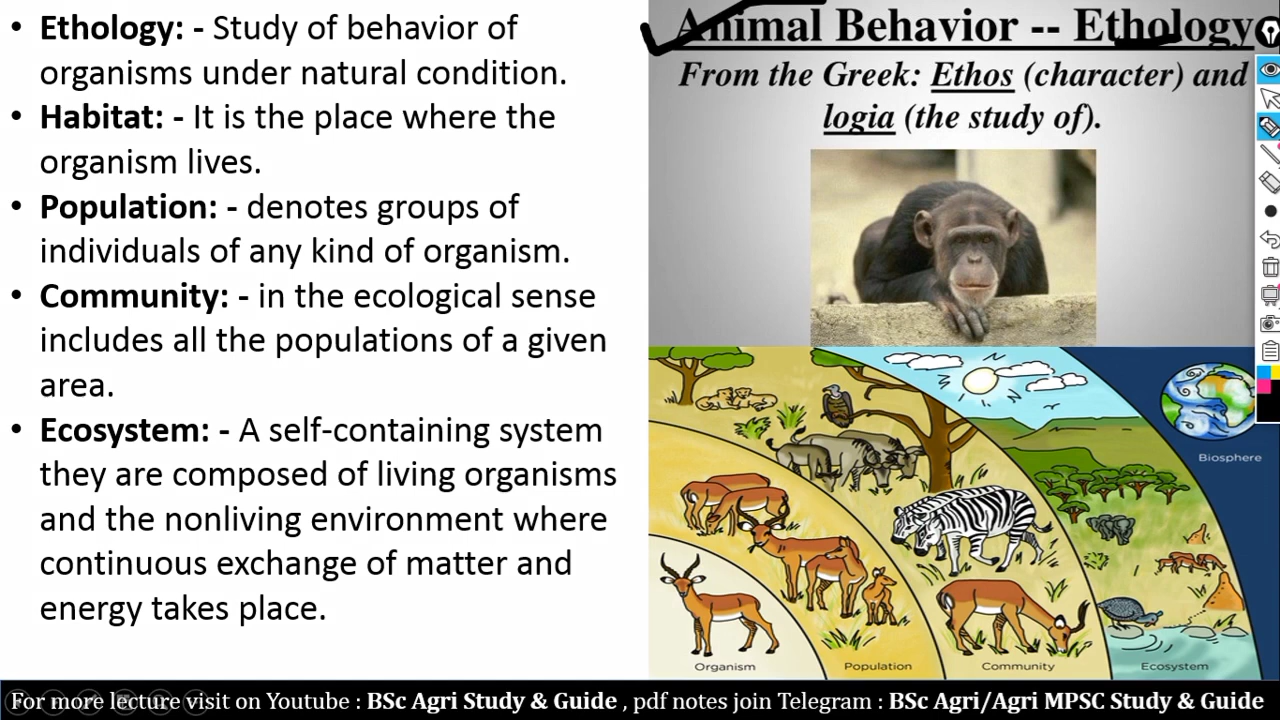 • Ethology: - Study of behavior of
organisms under natural condition.
• Habitat: - It is the place where the
organism lives.
• Population: - denotes groups of
individuals of any kind of organism.
• Community: - in the ecological sense
includes all the populations of a given
area.
• Ecosystem: - A self-containing system
they are composed of living organisms
and the nonliving environment where
continuous exchange of matter and
energy takes place.
Animal Behavior -- Ethology
From the Greek: Ethos (character) and
logia (the study of).
Biosphere
Organism
Population
Community
Ecosystem
For more lecture visit on Youtube : BSc Agri Study & Guide , pdf notes join Telegram : BSc Agri/Agri MPSC Study & Guide